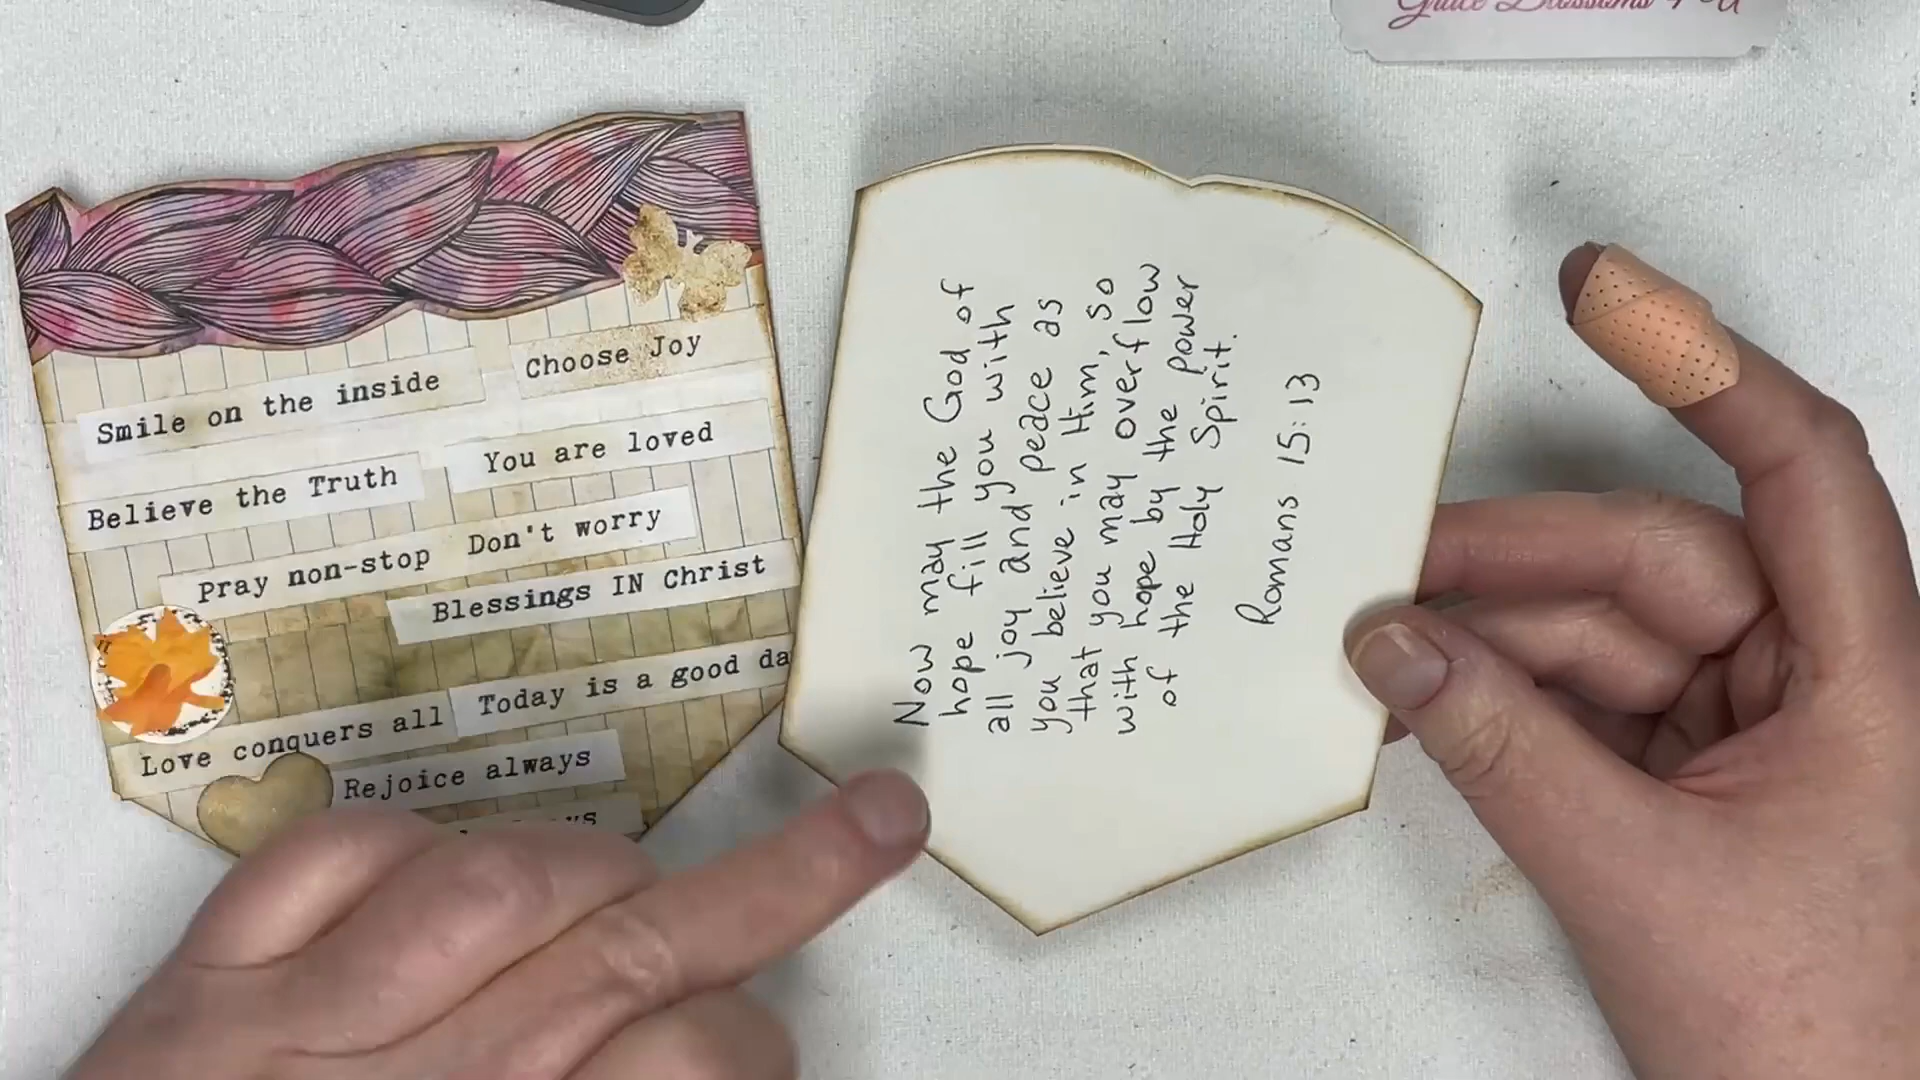 Grace Blossoms 4 U
Smile on the inside
Choose Joy
Believe the Truth
You are loved
Pray non-stop
Don't worry
Blessings IN Christ
Love conquers all
Today is a good da
Rejoice always
Now may the God of
hope fill you with
all joy and peace as
you believe in Him, so
that you may overflow
with hope by the power
of the Holy Spirit.
Romans 15:13